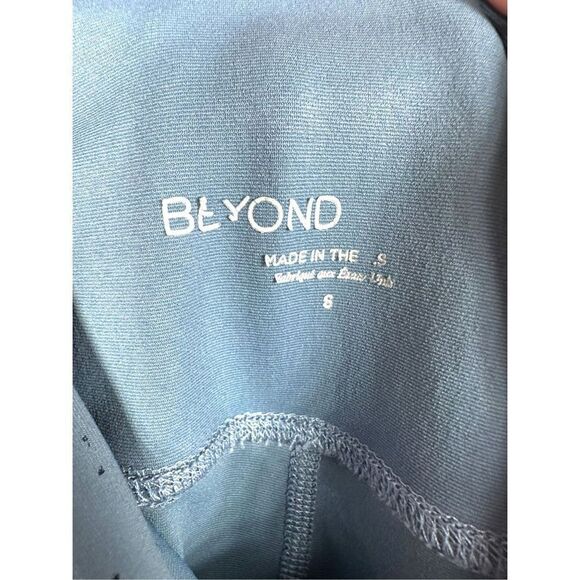 BEYOND
MADE IN THE .S
Fabriqué aux États-Unis
S